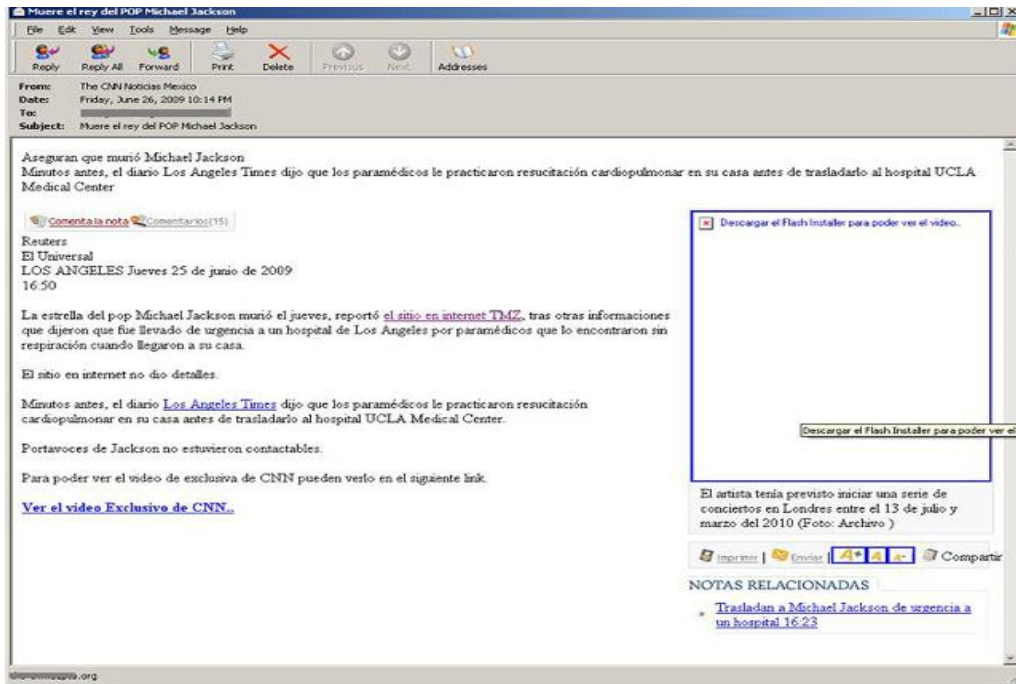 Muere el rey del POP Michael Jackson
File Edit View Tools Message Help
Reply Reply All Forward Print Delete Previous Next Addresses
From: The CNN Noticias Mexico
Date: Friday, June 26, 2009 10:14 PM
To:
Subject: Muere el rey del POP Michael Jackson
Aseguran que murió Michael Jackson
Minutos antes, el diario Los Angeles Times dijo que los paramédicos le practicaron resucitación cardiopulmonar en su casa antes de trasladarlo al hospital UCLA
Medical Center
Comenta la nota Comentarios(15)
Reuters
El Universal
LOS ANGELES Jueves 25 de junio de 2009
16:50
La estrella del pop Michael Jackson murió el jueves, reportó el sitio en internet TMZ, tras otras informaciones
que dijeron que fue llevado de urgencia a un hospital de Los Angeles por paramédicos que lo encontraron sin
respiración cuando llegaron a su casa.
El sitio en internet no dio detalles.
Minutos antes, el diario Los Angeles Times dijo que los paramédicos le practicaron resucitación
cardiopulmonar en su casa antes de trasladarlo al hospital UCLA Medical Center.
Portavoces de Jackson no estuvieron contactables.
Para poder ver el video de exclusiva de CNN pueden verlo en el siguiente link.
Ver el video Exclusivo de CNN..
Descargar el Flash Installer para poder ver el video..
Descargar el Flash Installer para poder ver el
El artista tenía previsto iniciar una serie de
conciertos en Londres entre el 13 de julio y
marzo del 2010 (Foto: Archivo )
Imprimir | Enviar | A+ A A- Compartir
NOTAS RELACIONADAS
» Trasladan a Michael Jackson de urgencia a
un hospital 16:23
.org